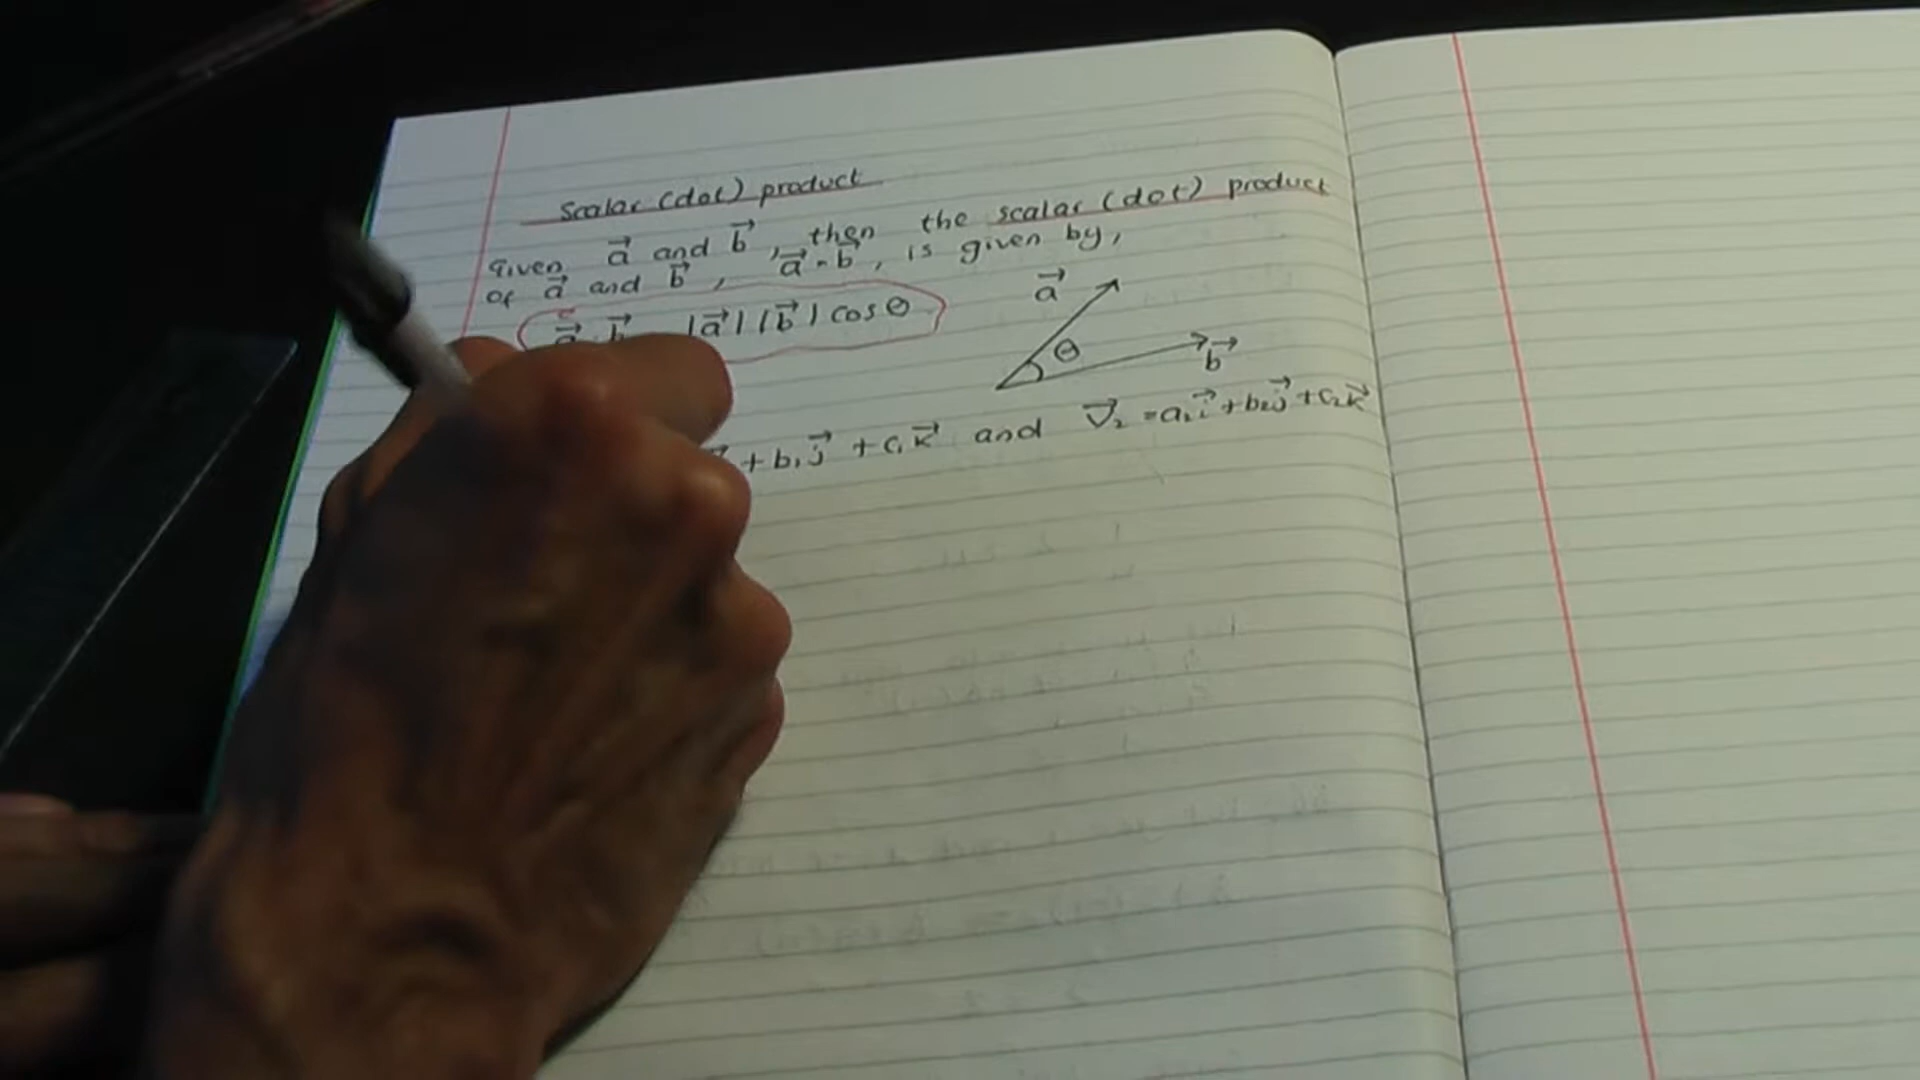 Scalar (dot) product
Given a⃗ and b⃗, then the scalar (dot) product
of a⃗ and b⃗, a⃗ · b⃗, is given by,
a⃗ · b⃗ |a⃗| |b⃗| cos θ
a⃗
θ
b⃗
+ b₁j⃗ + c₁k⃗ and V⃗₂ = a₂i⃗ + b₂j⃗ + c₂k⃗